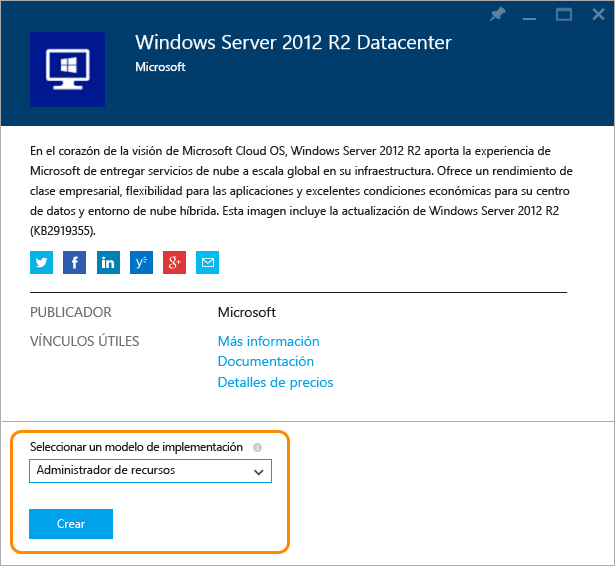 Windows Server 2012 R2 Datacenter
Microsoft
En el corazón de la visión de Microsoft Cloud OS, Windows Server 2012 R2 aporta la experiencia de
Microsoft de entregar servicios de nube a escala global en su infraestructura. Ofrece un rendimiento de
clase empresarial, flexibilidad para las aplicaciones y excelentes condiciones económicas para su centro
de datos y entorno de nube híbrida. Esta imagen incluye la actualización de Windows Server 2012 R2
(KB2919355).
PUBLICADOR Microsoft
VÍNCULOS ÚTILES Más información
Documentación
Detalles de precios
Seleccionar un modelo de implementación
Administrador de recursos
Crear